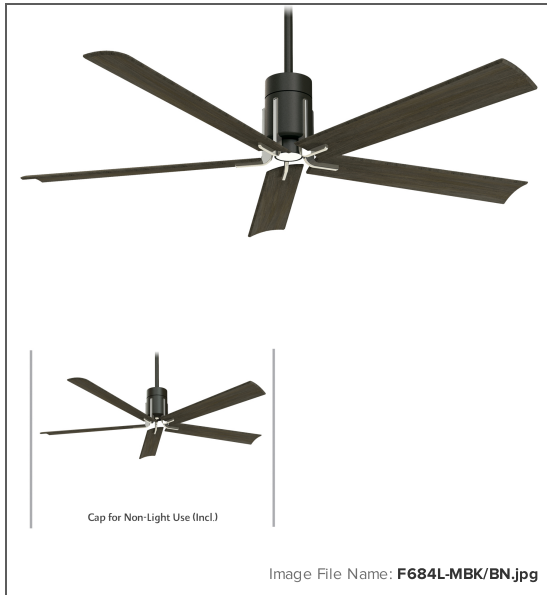 Cap for Non-Light Use (Incl.)
Image File Name: F684L-MBK/BN.jpg